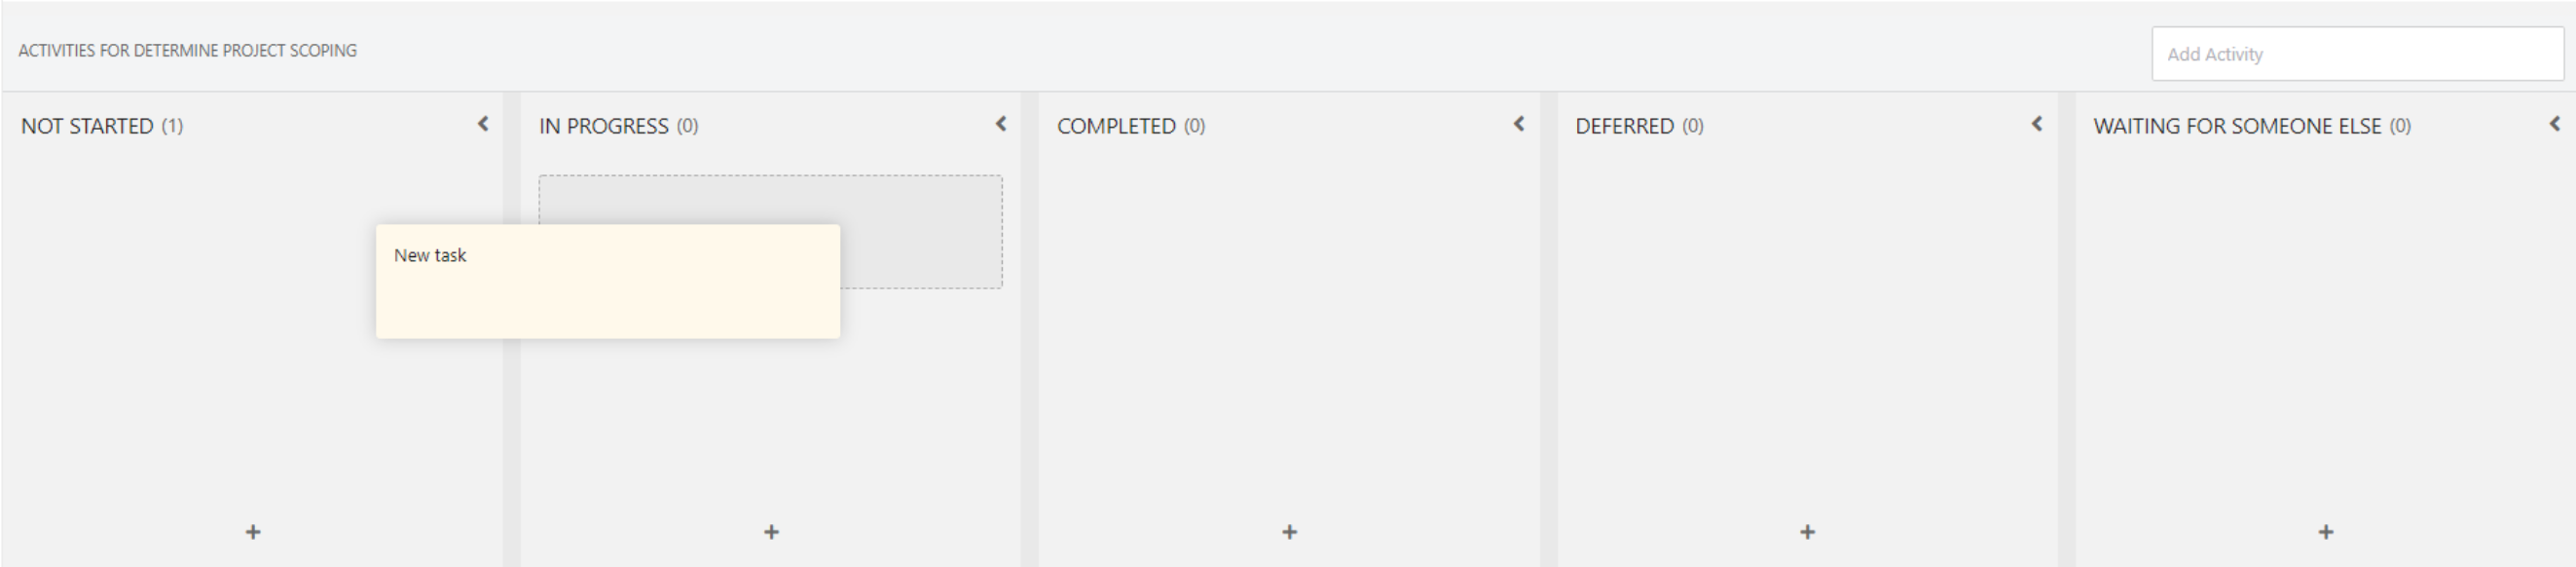 ACTIVITIES FOR DETERMINE PROJECT SCOPING
Add Activity
NOT STARTED (1)
IN PROGRESS (0)
COMPLETED (0)
DEFERRED (0)
WAITING FOR SOMEONE ELSE (0)
New task